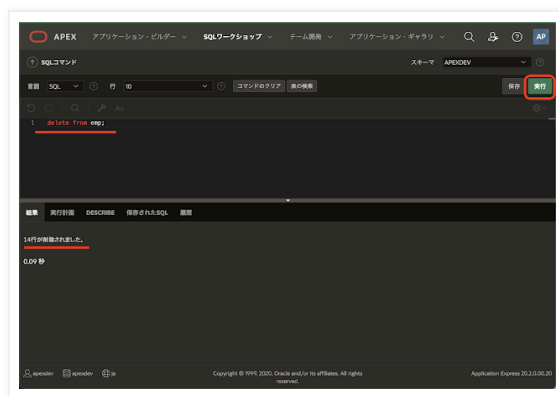 APEX アプリケーション・ビルダー SQLワークショップ チーム開発 アプリケーション・ギャラリ AP
SQLコマンド スキーマ APEXDEV
言語 SQL 行 10 コマンドのクリア 表の検索 保存 実行
1 delete from emp;
結果 実行計画 DESCRIBE 保存されたSQL 履歴
14行が削除されました。
0.09 秒
apexdev apexdev ja Copyright © 1999, 2020, Oracle and/or its affiliates. All rights reserved. Application Express 20.2.0.00.20